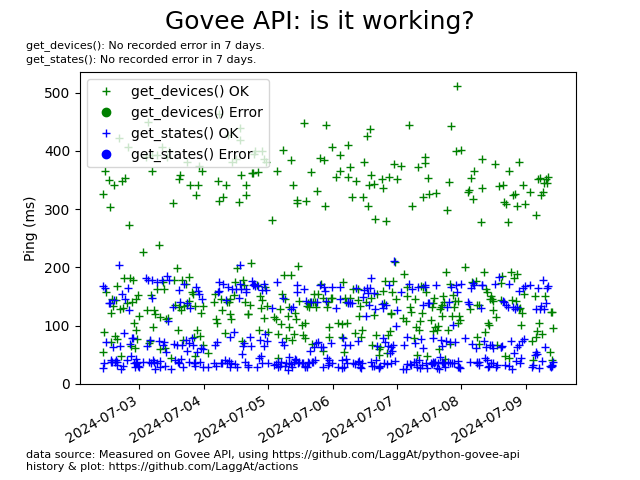 Govee API: is it working?
get_devices(): No recorded error in 7 days.
get_states(): No recorded error in 7 days.
get_devices() OK
get_devices() Error
get_states() OK
get_states() Error
Ping (ms)
500
400
300
200
100
0
2024-07-03
2024-07-04
2024-07-05
2024-07-06
2024-07-07
2024-07-08
2024-07-09
data source: Measured on Govee API, using https://github.com/LaggAt/python-govee-api
history & plot: https://github.com/LaggAt/actions